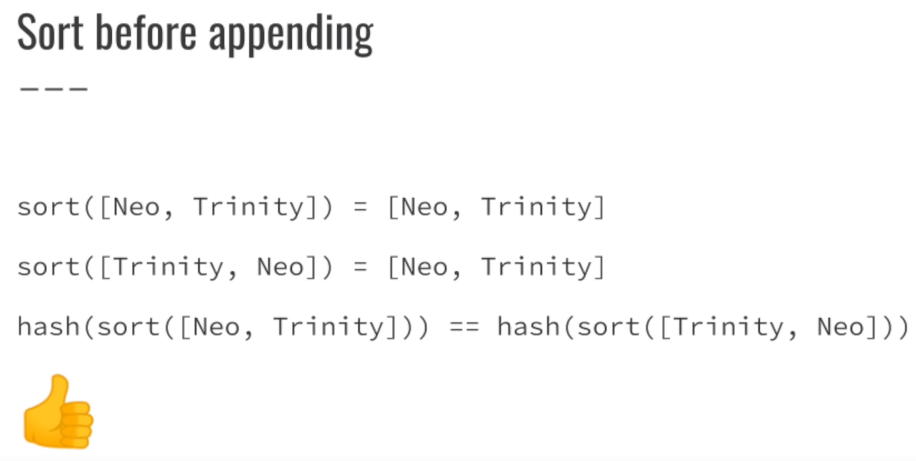 Sort before appending
---
sort([Neo, Trinity]) = [Neo, Trinity]
sort([Trinity, Neo]) = [Neo, Trinity]
hash(sort([Neo, Trinity])) == hash(sort([Trinity, Neo]))